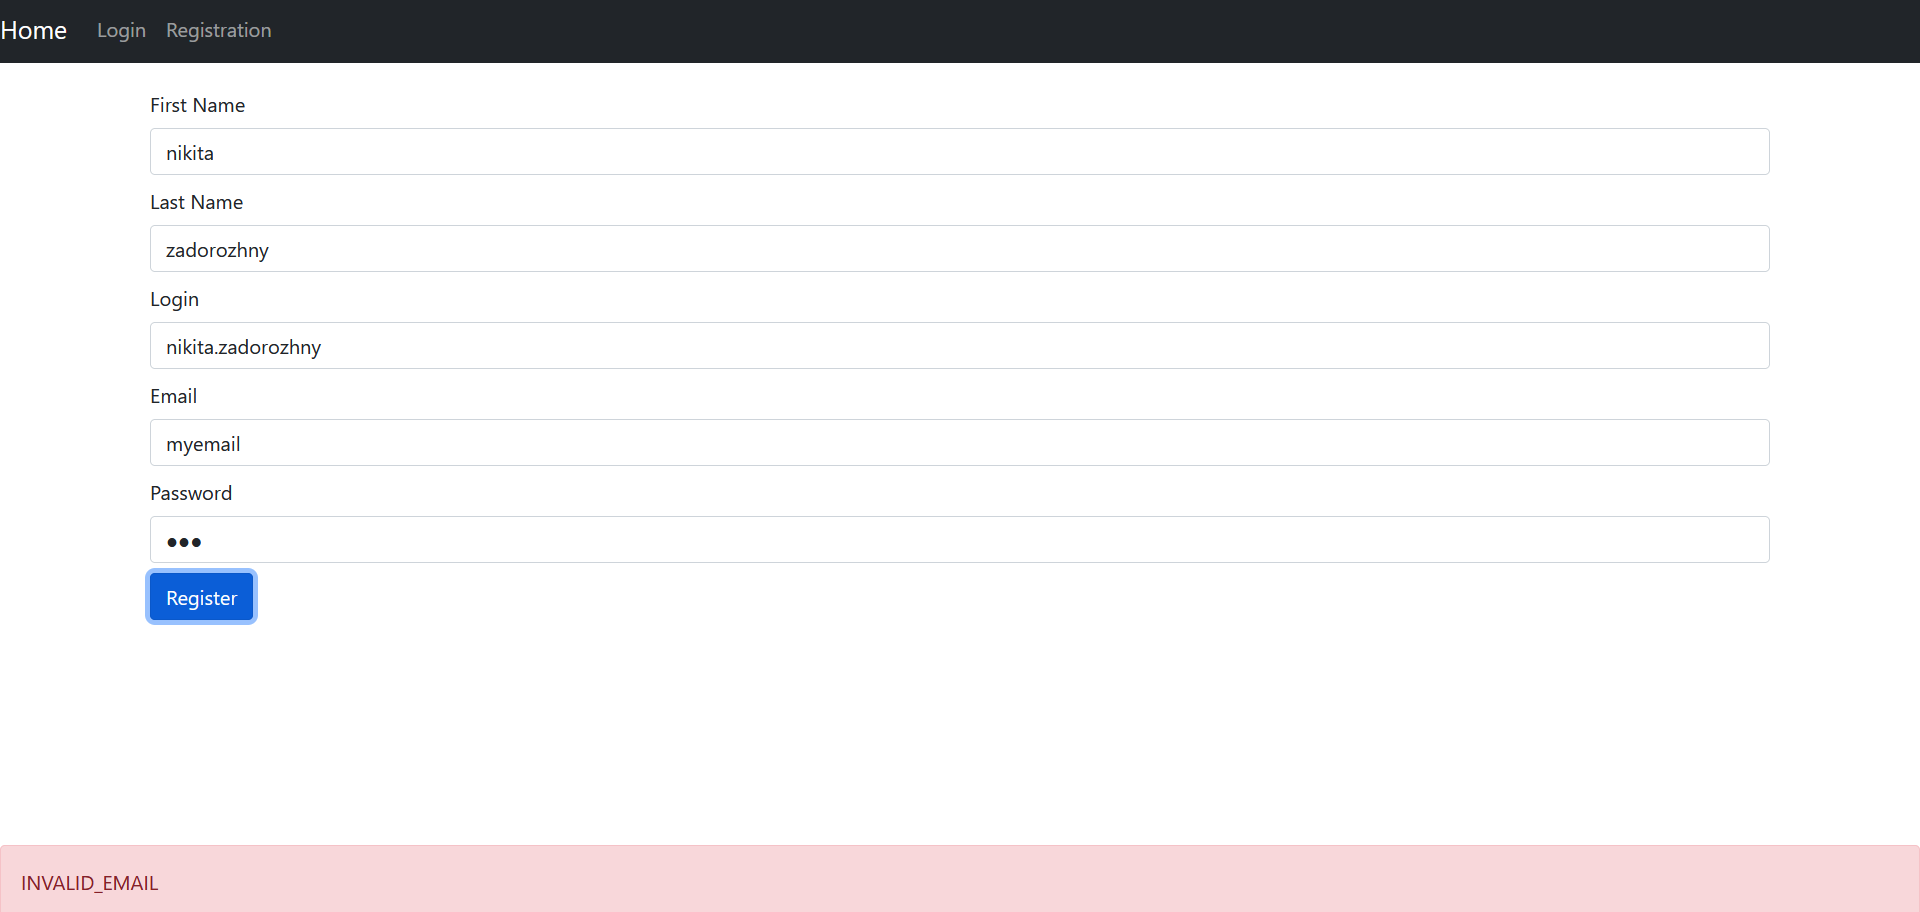 Home Login Registration
First Name
nikita
Last Name
zadorozhny
Login
nikita.zadorozhny
Email
myemail
Password
●●●
Register
INVALID_EMAIL